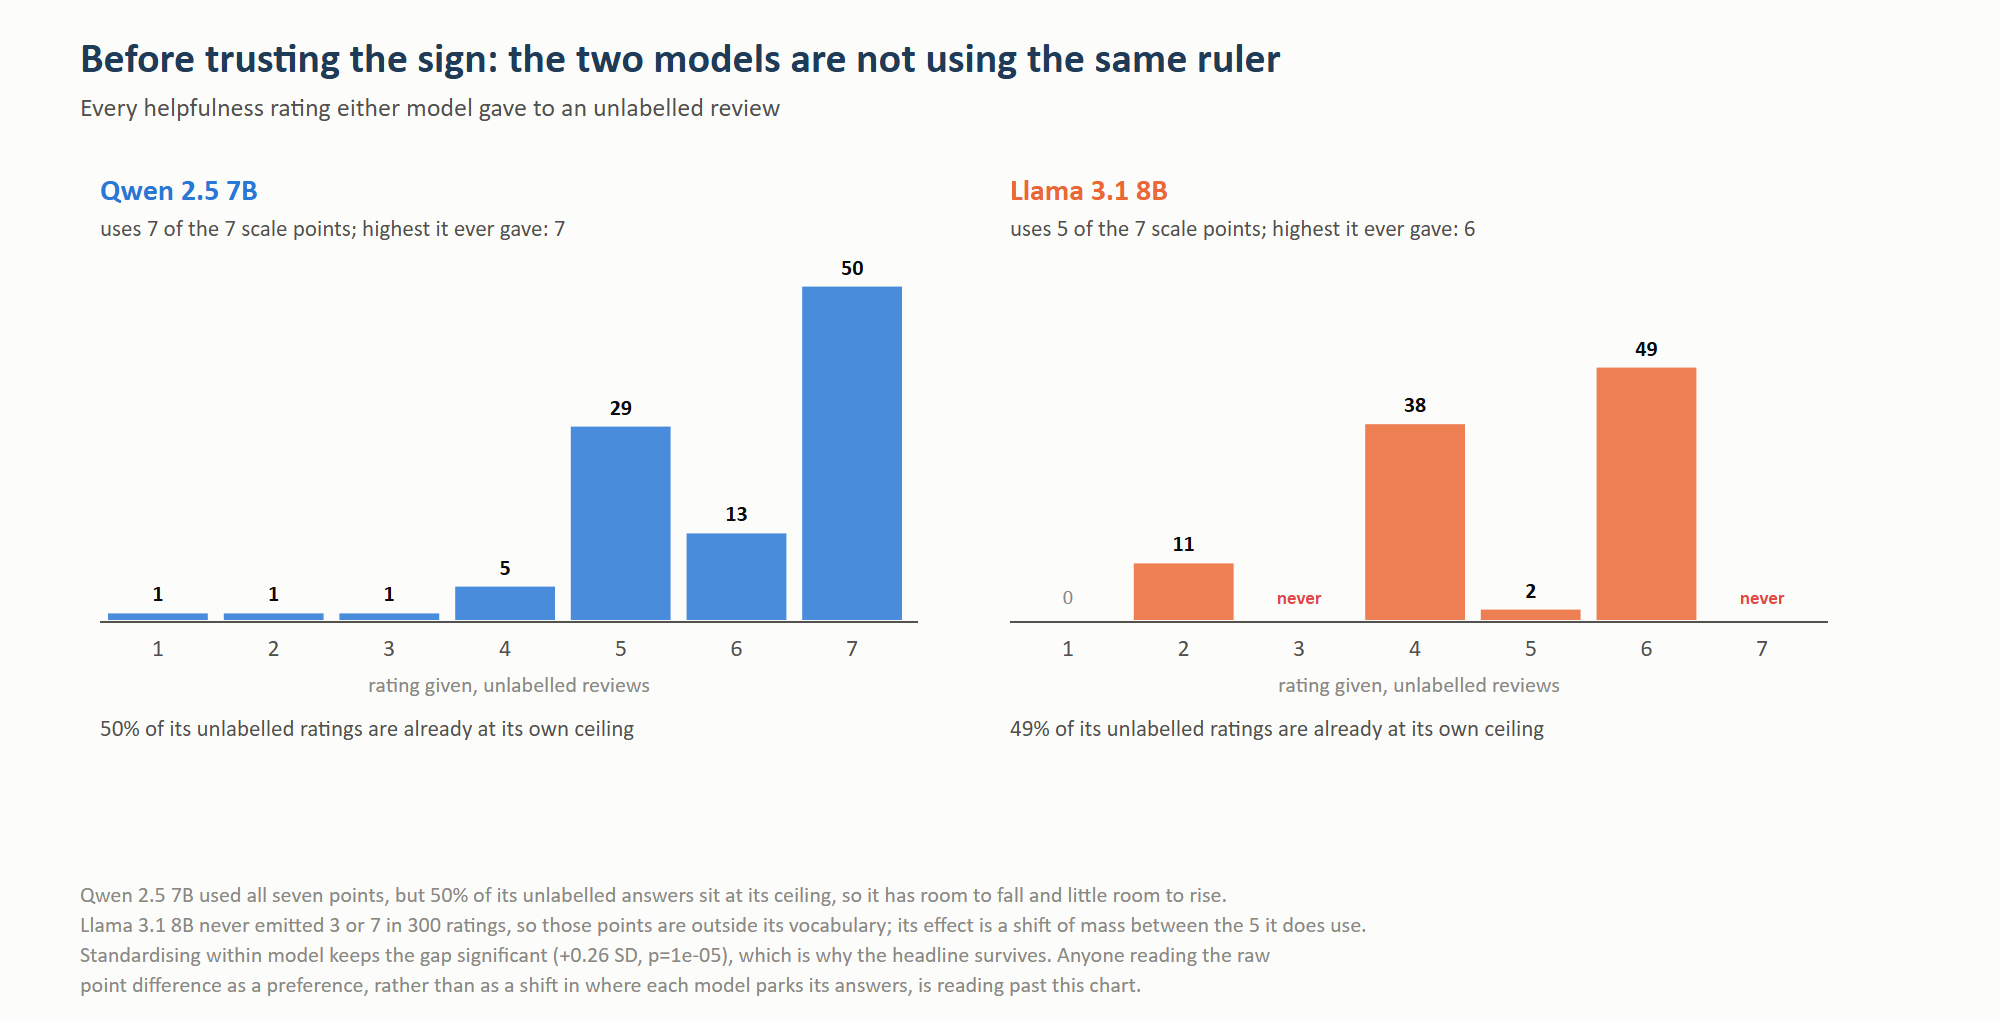 Before trusting the sign: the two models are not using the same ruler
Every helpfulness rating either model gave to an unlabelled review
Qwen 2.5 7B
uses 7 of the 7 scale points; highest it ever gave: 7
1
1
1
5
29
13
50
1
2
3
4
5
6
7
rating given, unlabelled reviews
50% of its unlabelled ratings are already at its own ceiling
Llama 3.1 8B
uses 5 of the 7 scale points; highest it ever gave: 6
0
11
never
38
2
49
never
1
2
3
4
5
6
7
rating given, unlabelled reviews
49% of its unlabelled ratings are already at its own ceiling
Qwen 2.5 7B used all seven points, but 50% of its unlabelled answers sit at its ceiling, so it has room to fall and little room to rise.
Llama 3.1 8B never emitted 3 or 7 in 300 ratings, so those points are outside its vocabulary; its effect is a shift of mass between the 5 it does use.
Standardising within model keeps the gap significant (+0.26 SD, p=1e-05), which is why the headline survives. Anyone reading the raw
point difference as a preference, rather than as a shift in where each model parks its answers, is reading past this chart.